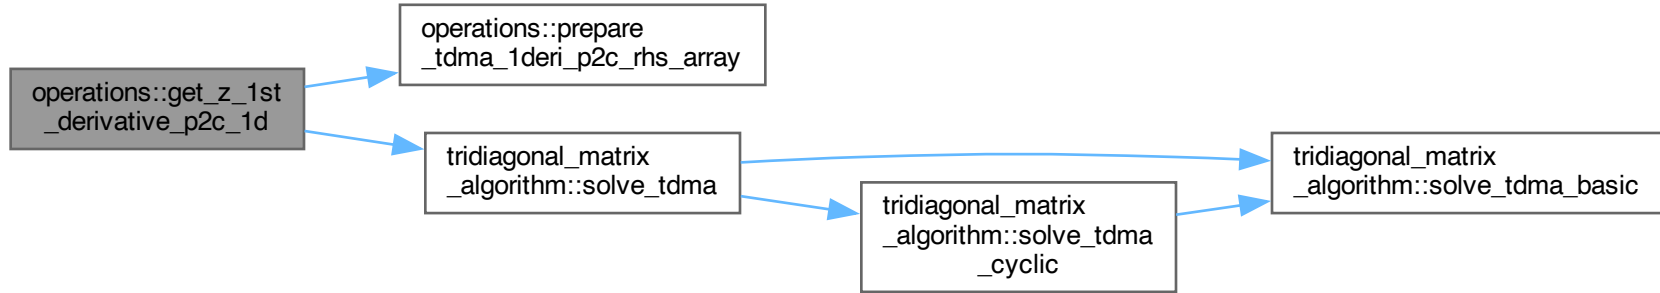 operations::prepare
_tdma_1deri_p2c_rhs_array
operations::get_z_1st
_derivative_p2c_1d
tridiagonal_matrix
_algorithm::solve_tdma
tridiagonal_matrix
_algorithm::solve_tdma_basic
tridiagonal_matrix
_algorithm::solve_tdma
_cyclic